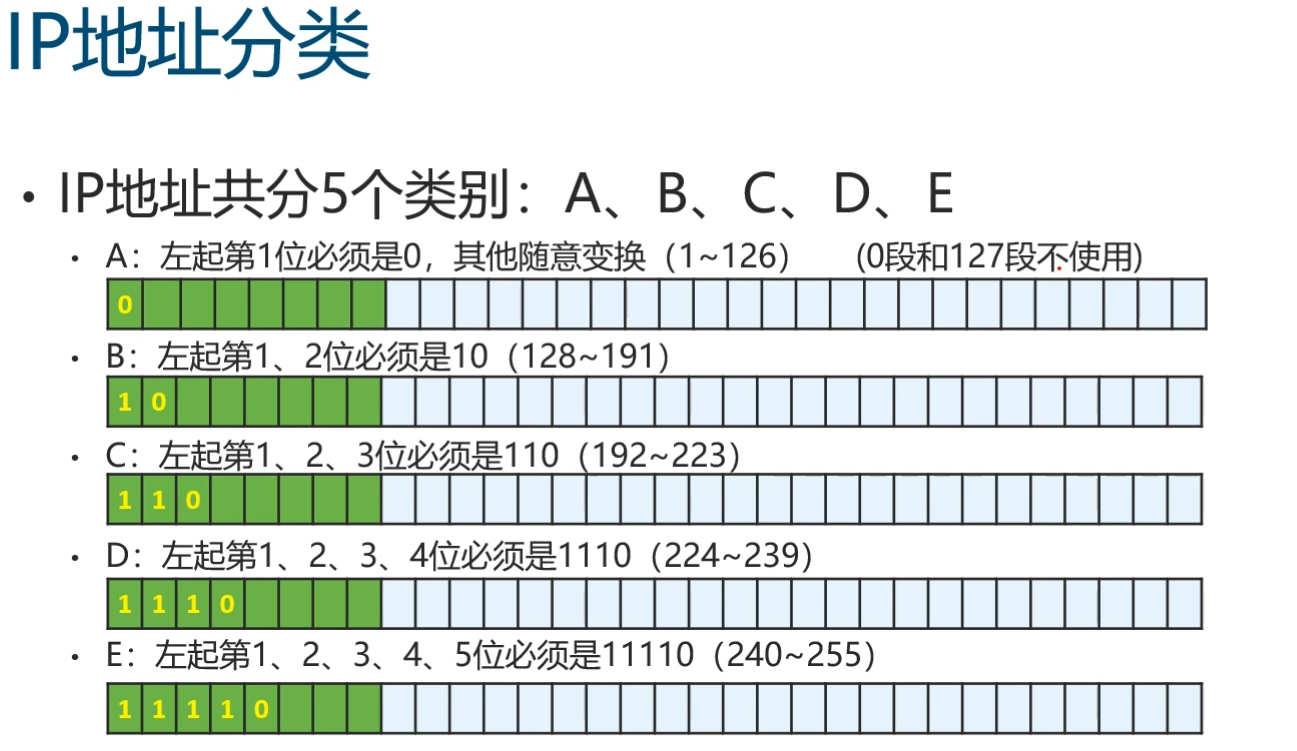 IP地址分类
• IP地址共分5个类别：A、B、C、D、E
• A：左起第1位必须是0，其他随意变换（1~126） (0段和127段不使用)
0
• B：左起第1、2位必须是10（128~191）
1 0
• C：左起第1、2、3位必须是110（192~223）
1 1 0
• D：左起第1、2、3、4位必须是1110（224~239）
1 1 1 0
• E：左起第1、2、3、4、5位必须是11110（240~255）
1 1 1 1 0